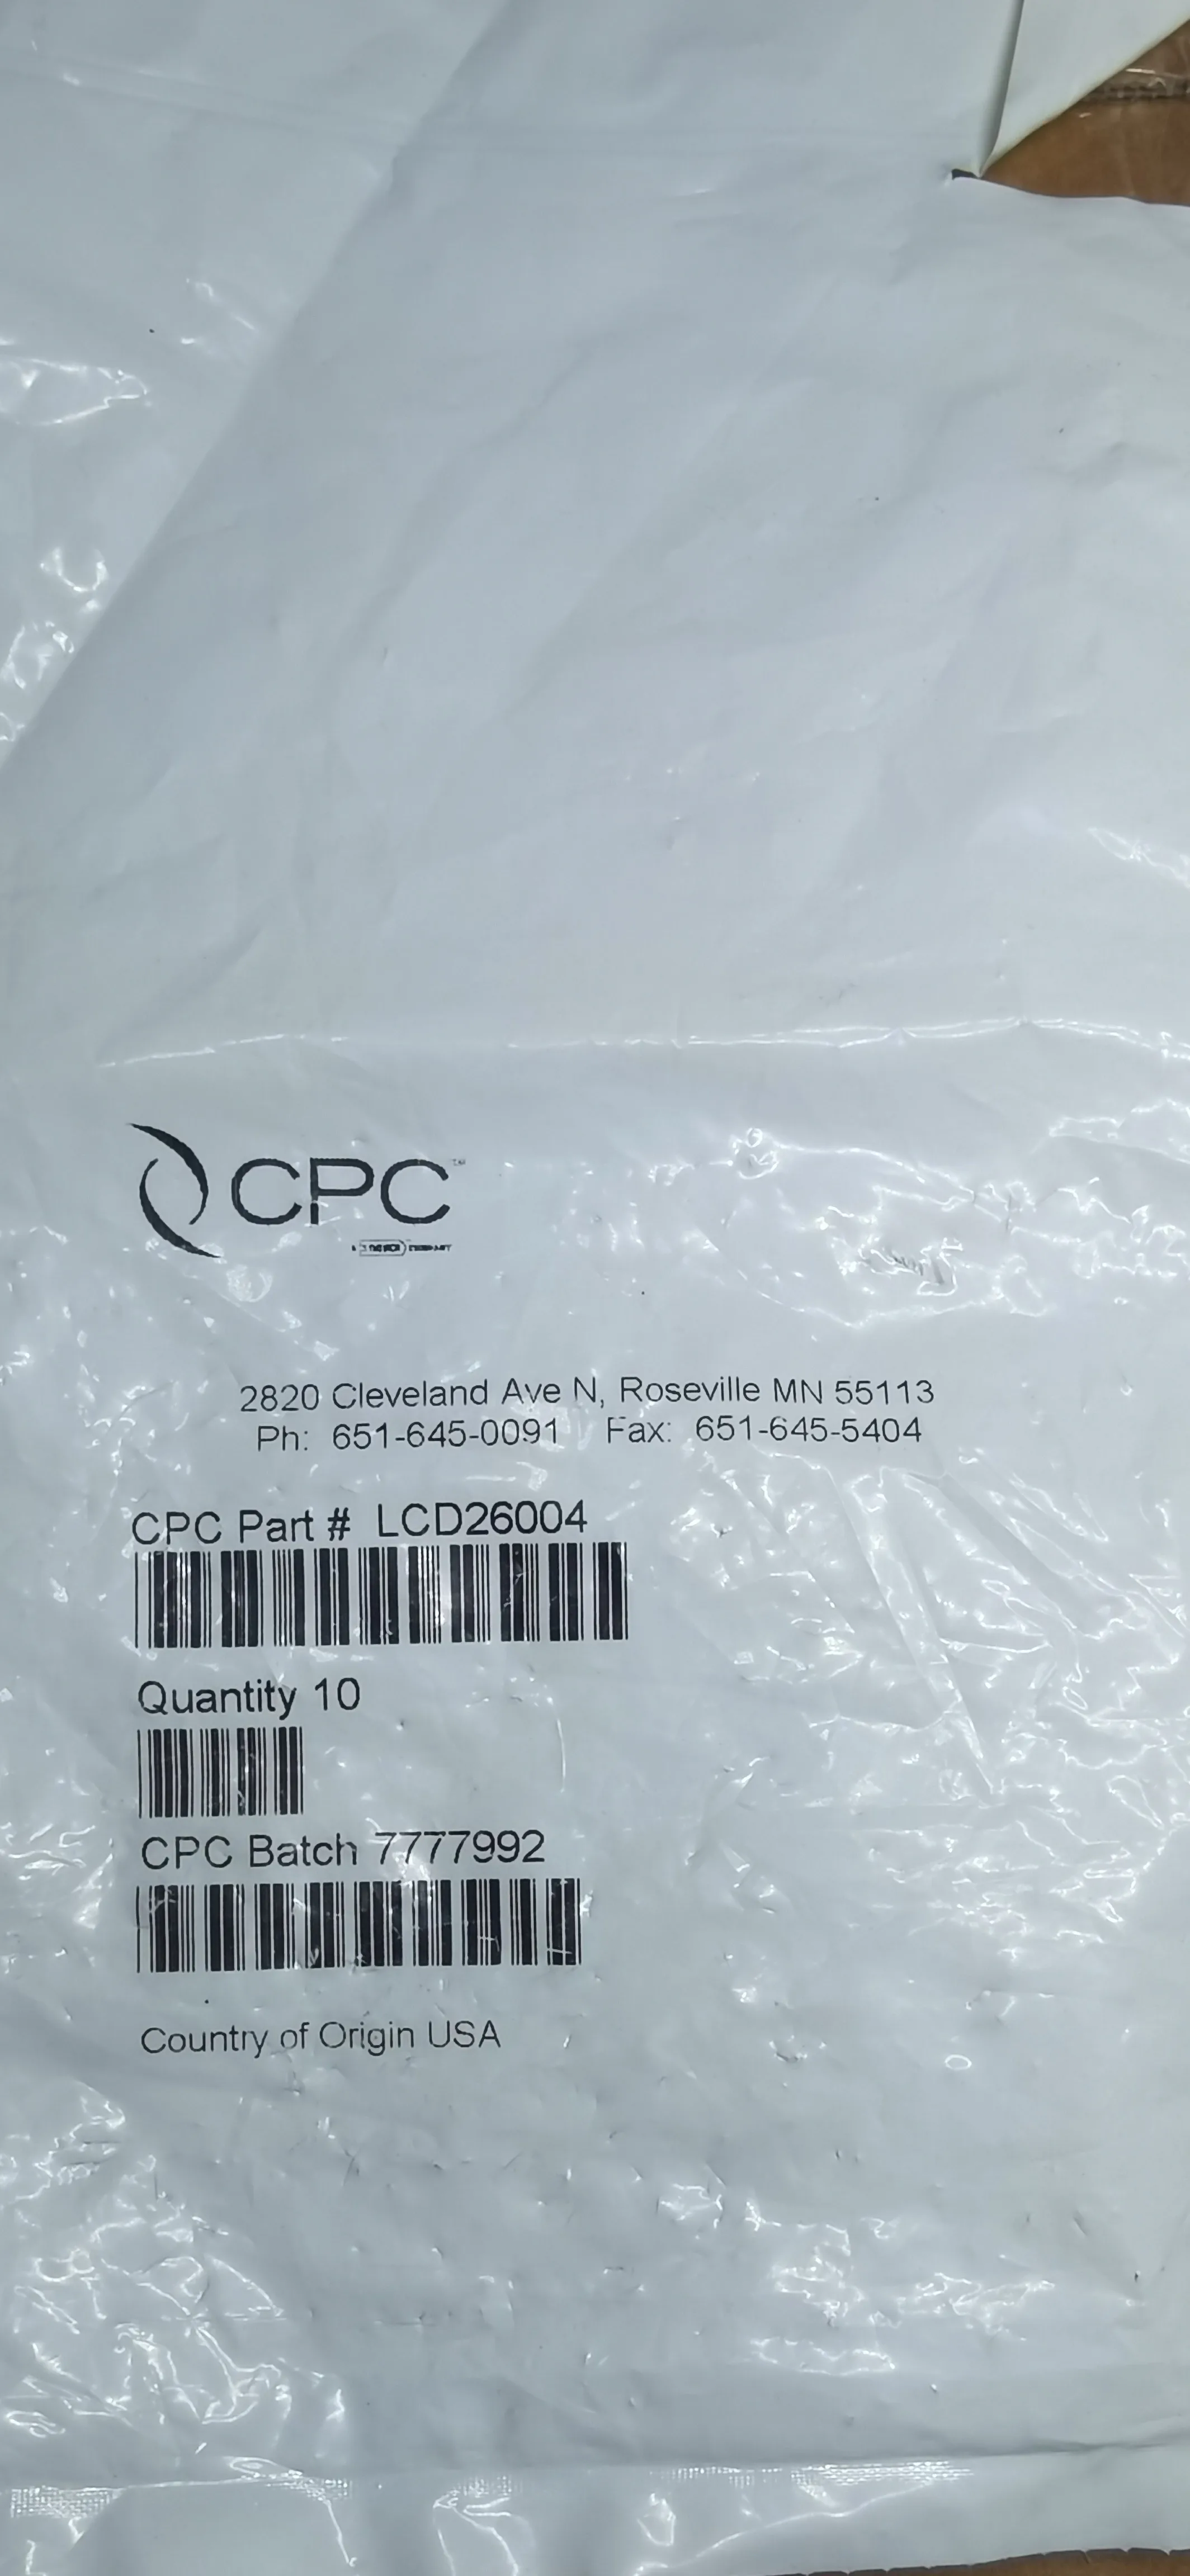 CPC™
2820 Cleveland Ave N, Roseville MN 55113
Ph: 651-645-0091 Fax: 651-645-5404
CPC Part # LCD26004
Quantity 10
CPC Batch 7777992
Country of Origin USA